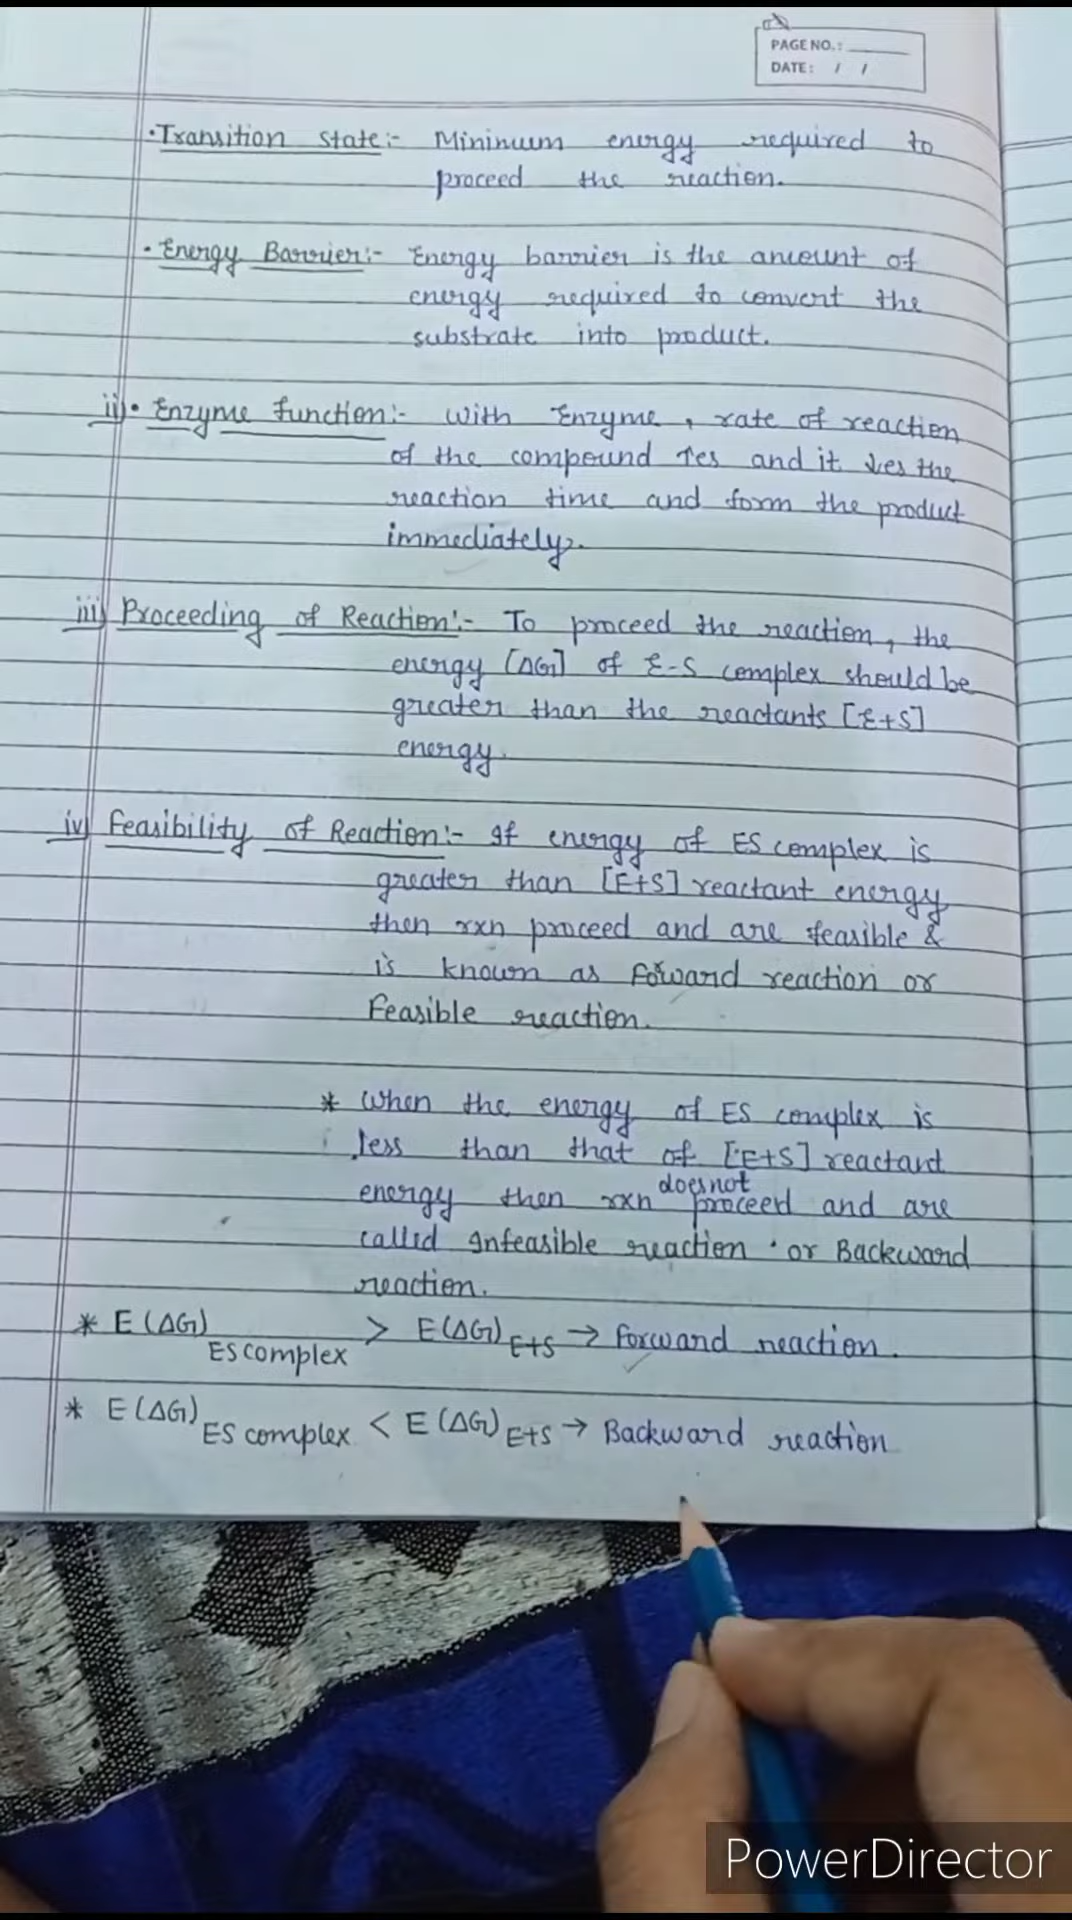 PAGE NO.:
DATE: / /
• Transition state:- Mininum energy required to
proceed the reaction.
• Energy Barrier:- Energy barrier is the amount of
energy required to convert the
substrate into product.
ii) • Enzyme function:- with Enzyme, rate of reaction
of the compound ↑es and it ↓es the
reaction time and form the product
immediately.
iii) Proceeding of Reaction:- To proceed the reaction, the
energy [ΔG] of E-S complex should be
greater than the reactants [E+S]
energy.
iv) Feasibility of Reaction:- If energy of ES complex is
greater than [E+S] reactant energy
then rxn proceed and are feasible &
is known as foward reaction or
Feasible reaction.
* When the energy of ES complex is
less than that of [E+S] reactant
energy then rxn does not proceed and are
called Infeasible reaction or Backward
reaction.
* E(ΔG) ES complex > E(ΔG) E+S → Forward reaction.
* E(ΔG) ES complex < E(ΔG) E+S → Backward reaction
PowerDirector